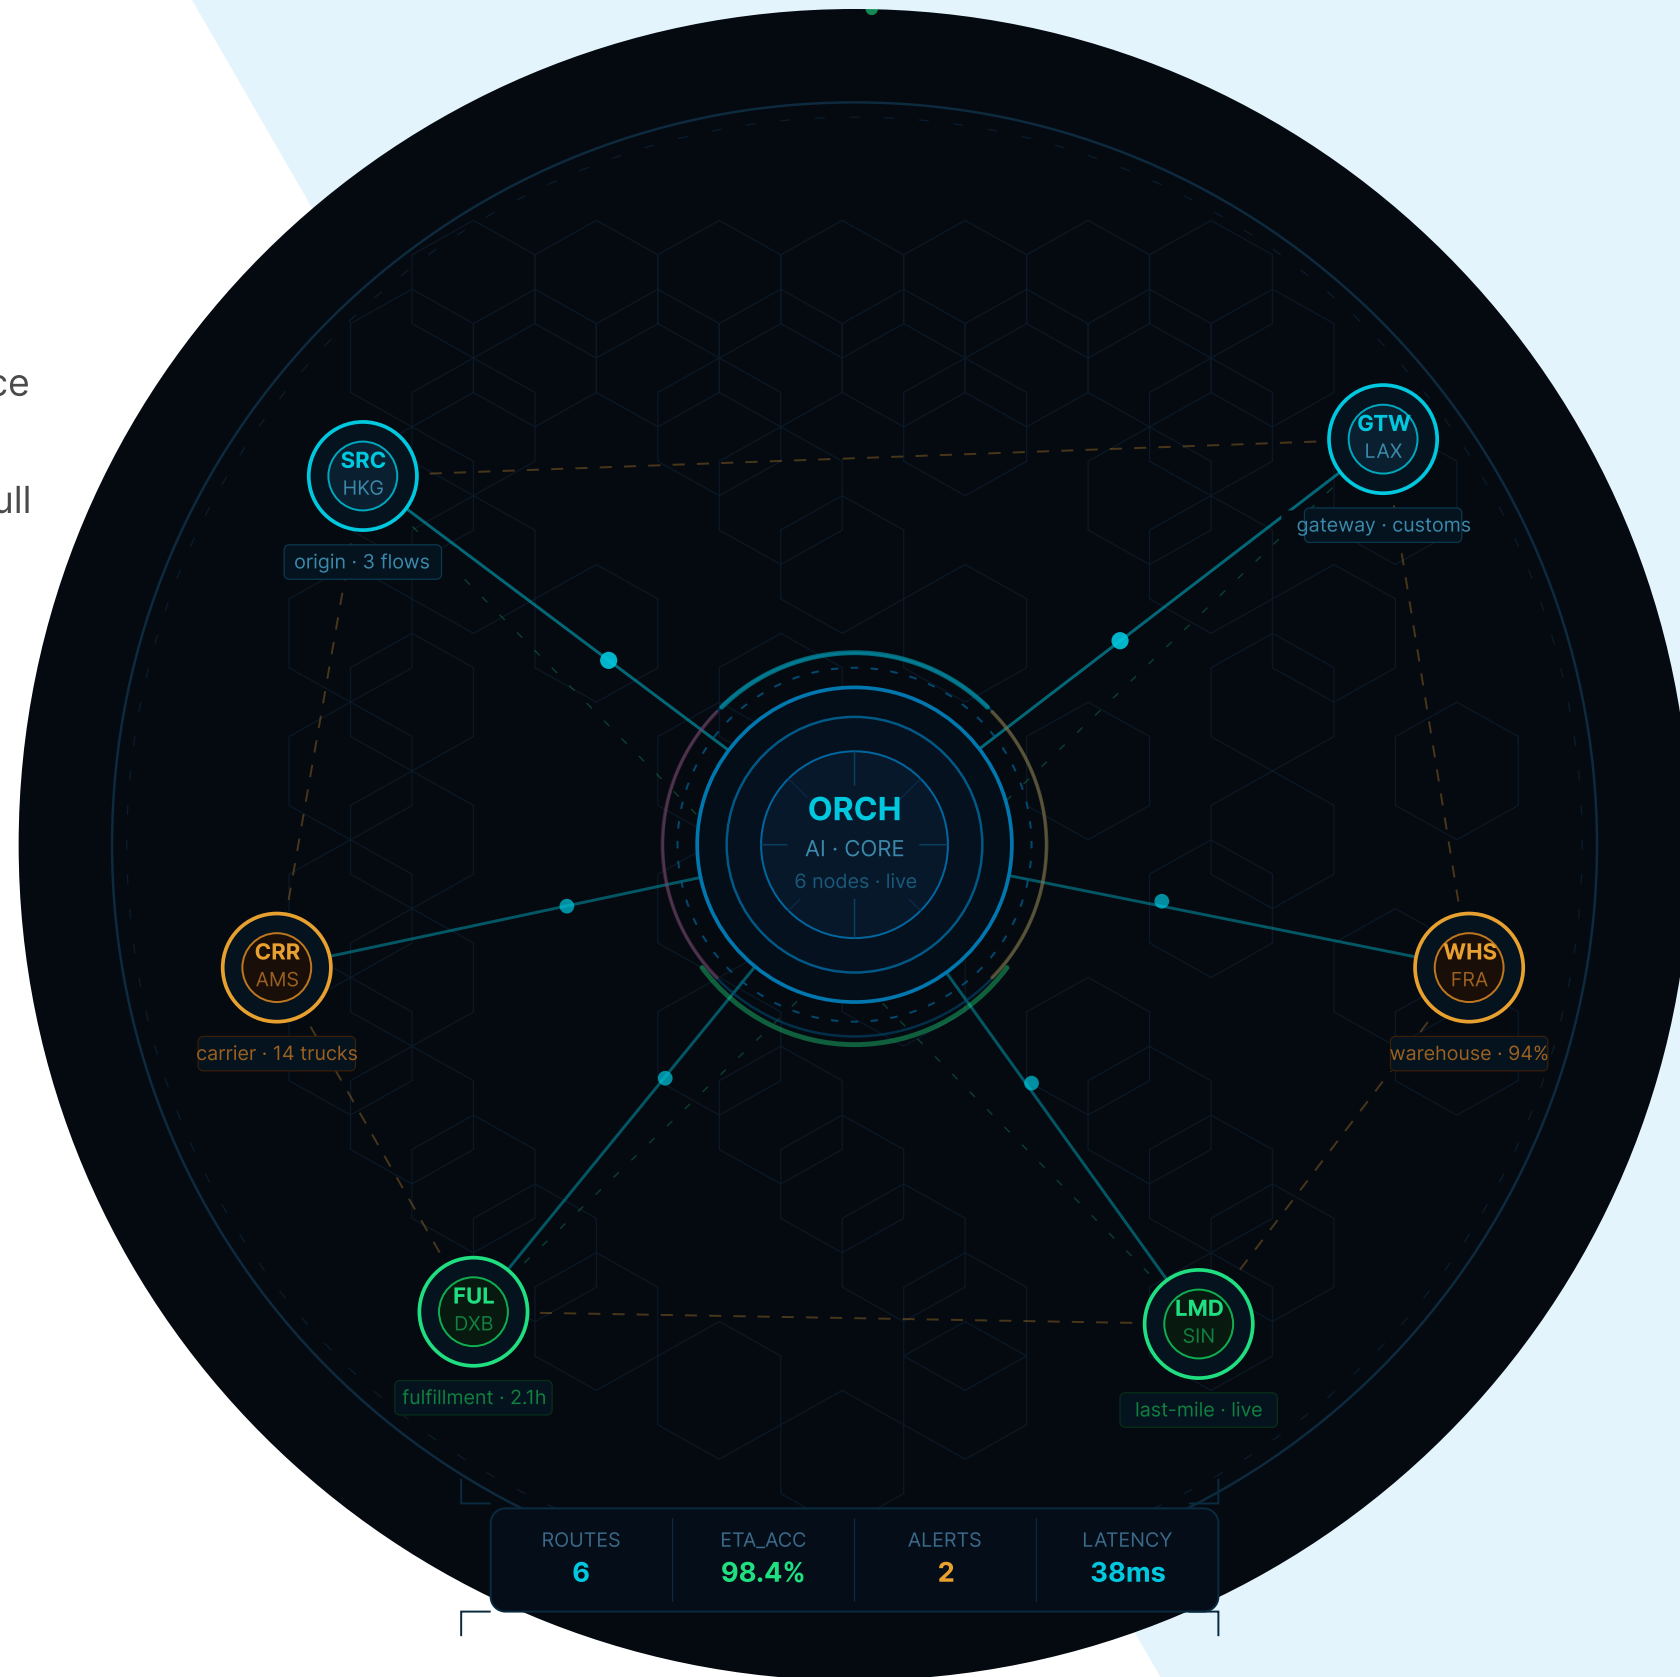 ce
ull
SRC
HKG
origin · 3 flows
GTW
LAX
gateway · customs
ORCH
AI · CORE
6 nodes · live
CRR
AMS
carrier · 14 trucks
WHS
FRA
warehouse · 94%
FUL
DXB
fulfillment · 2.1h
LMD
SIN
last-mile · live
ROUTES
6
ETA_ACC
98.4%
ALERTS
2
LATENCY
38ms